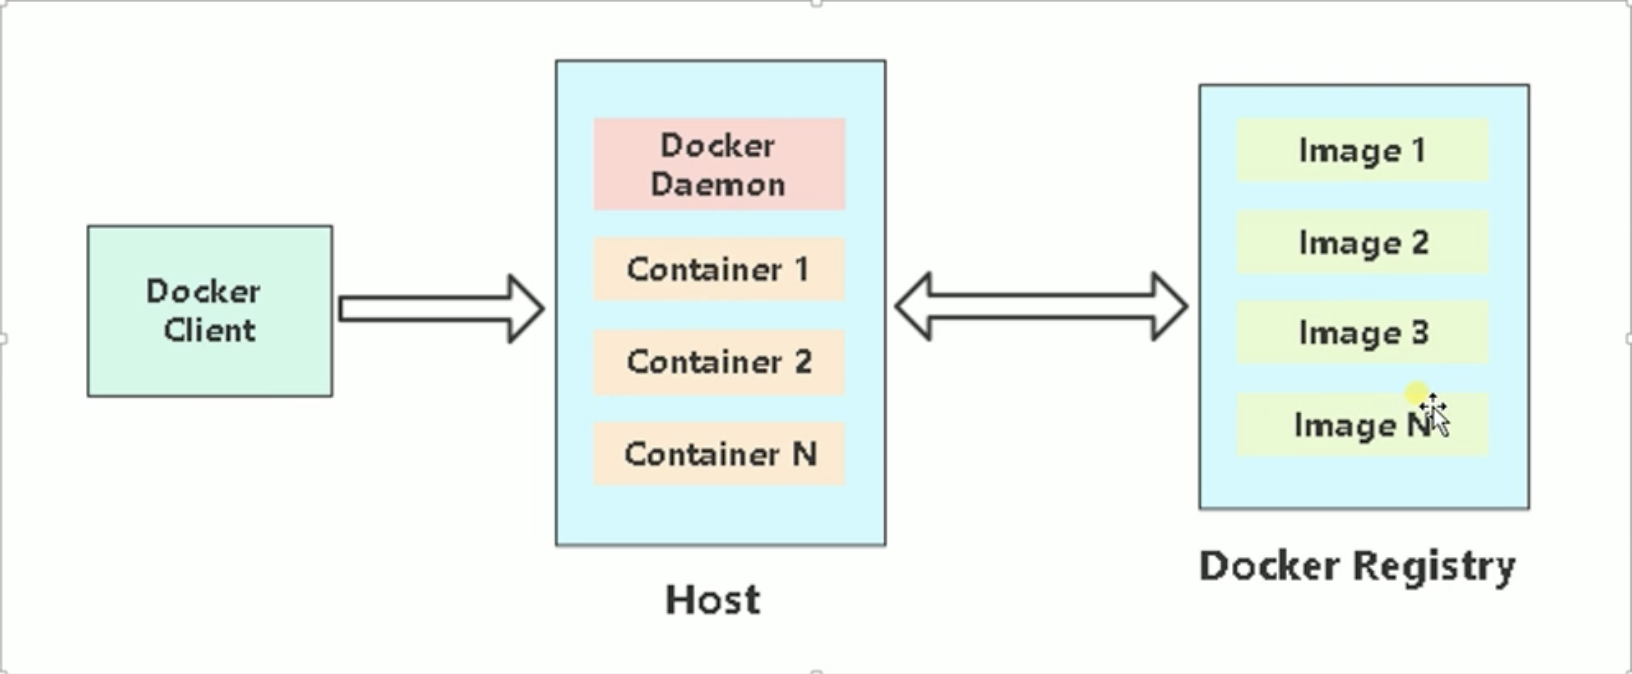 Docker
Client
Docker
Daemon
Container 1
Container 2
Container N
Host
Image 1
Image 2
Image 3
Image N
Docker Registry